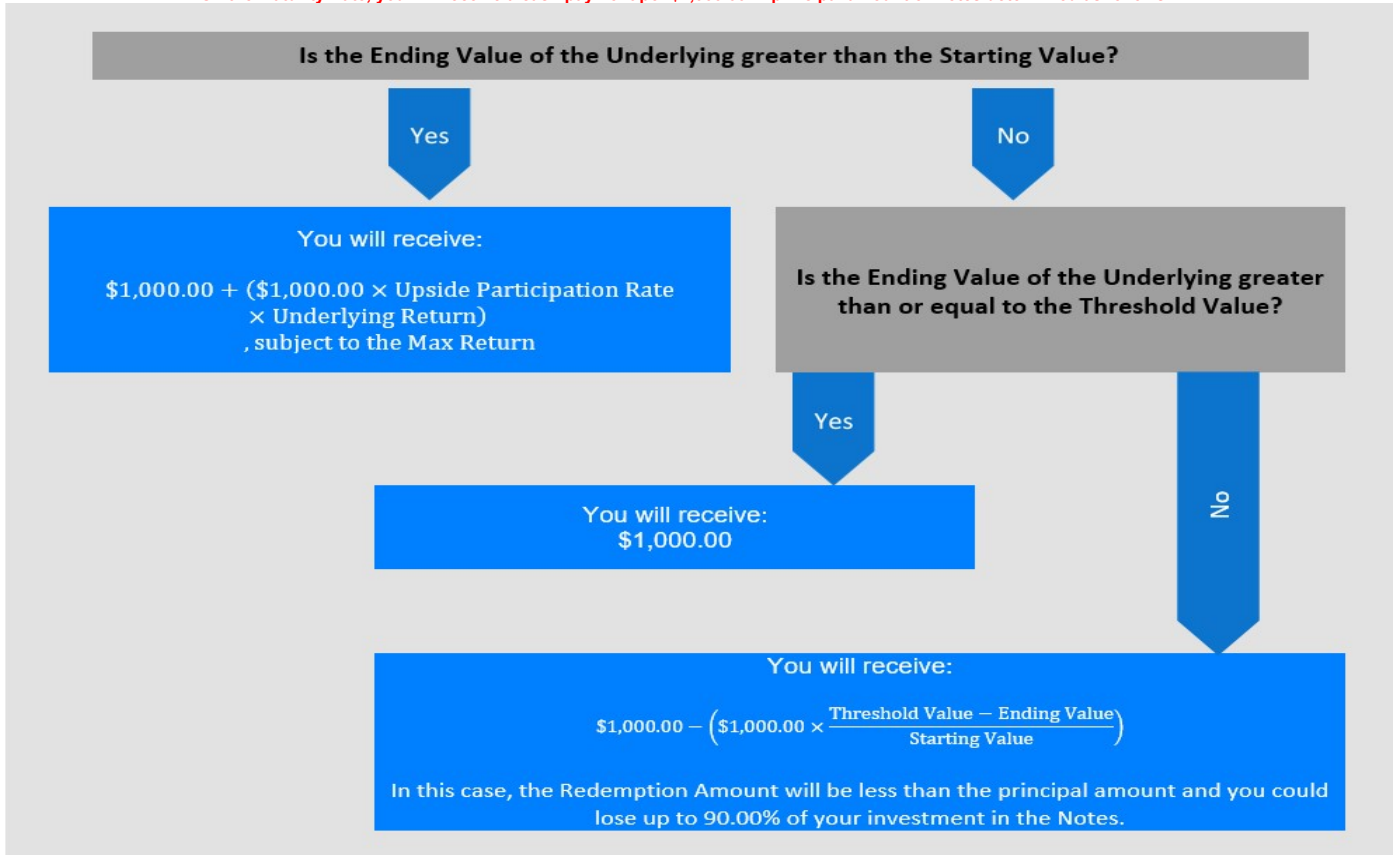 Is the Ending Value of the Underlying greater than the Starting Value?
Yes
No
You will receive:
$1,000.00 + ($1,000.00 × Upside Participation Rate
× Underlying Return)
, subject to the Max Return
Is the Ending Value of the Underlying greater
than or equal to the Threshold Value?
Yes
No
You will receive:
$1,000.00
You will receive:
$1,000.00 − ($1,000.00 × Threshold Value − Ending Value / Starting Value)
In this case, the Redemption Amount will be less than the principal amount and you could
lose up to 90.00% of your investment in the Notes.